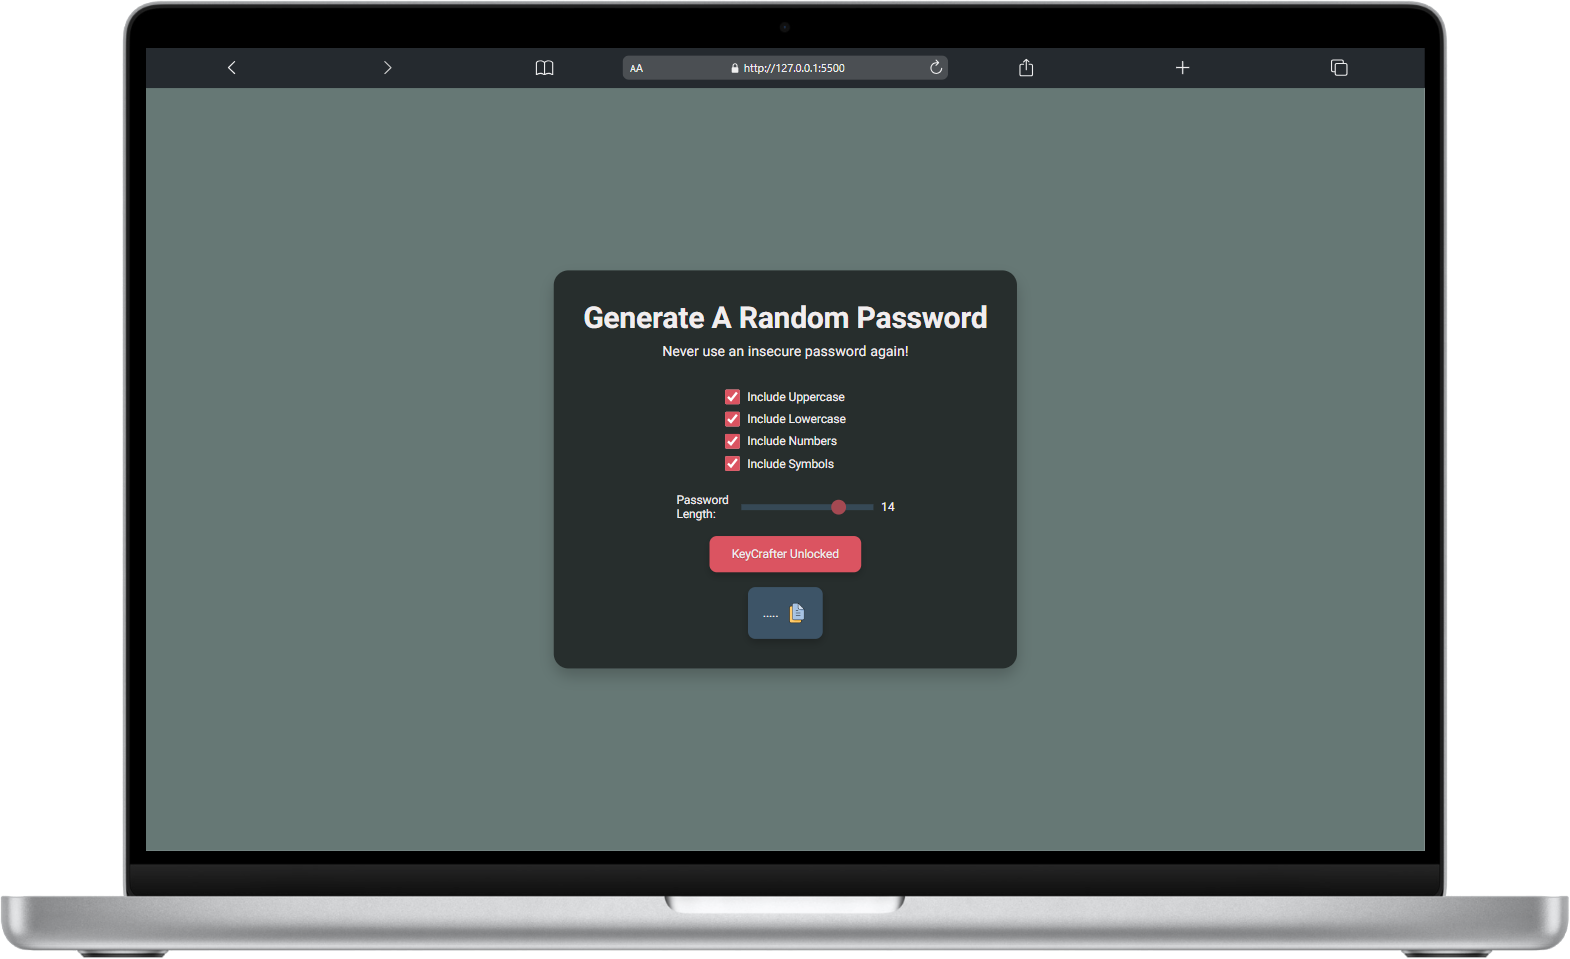 AA http://127.0.0.1:5500
Generate A Random Password
Never use an insecure password again!
Include Uppercase
Include Lowercase
Include Numbers
Include Symbols
Password
Length:
14
KeyCrafter Unlocked
.....